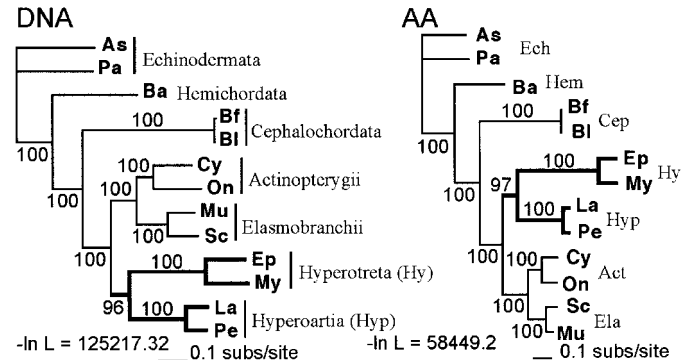 DNA
As
Pa
Echinodermata
Ba Hemichordata
100
Bf
Bl
Cephalochordata
100
100
100
Cy
On
Actinopterygii
100
100
Mu
Sc
Elasmobranchii
100
100
Ep
My
Hyperotreta (Hy)
96
100
La
Pe
Hyperoartia (Hyp)
-ln L = 125217.32
0.1 subs/site
AA
As
Pa
Ech
Ba Hem
100
Bf
Bl
Cep
100
100
97
100
Ep
My
Hy
100
La
Pe
Hyp
100
100
Cy
On
Act
100
100
Sc
Mu
Ela
-ln L = 58449.2
0.1 subs/site